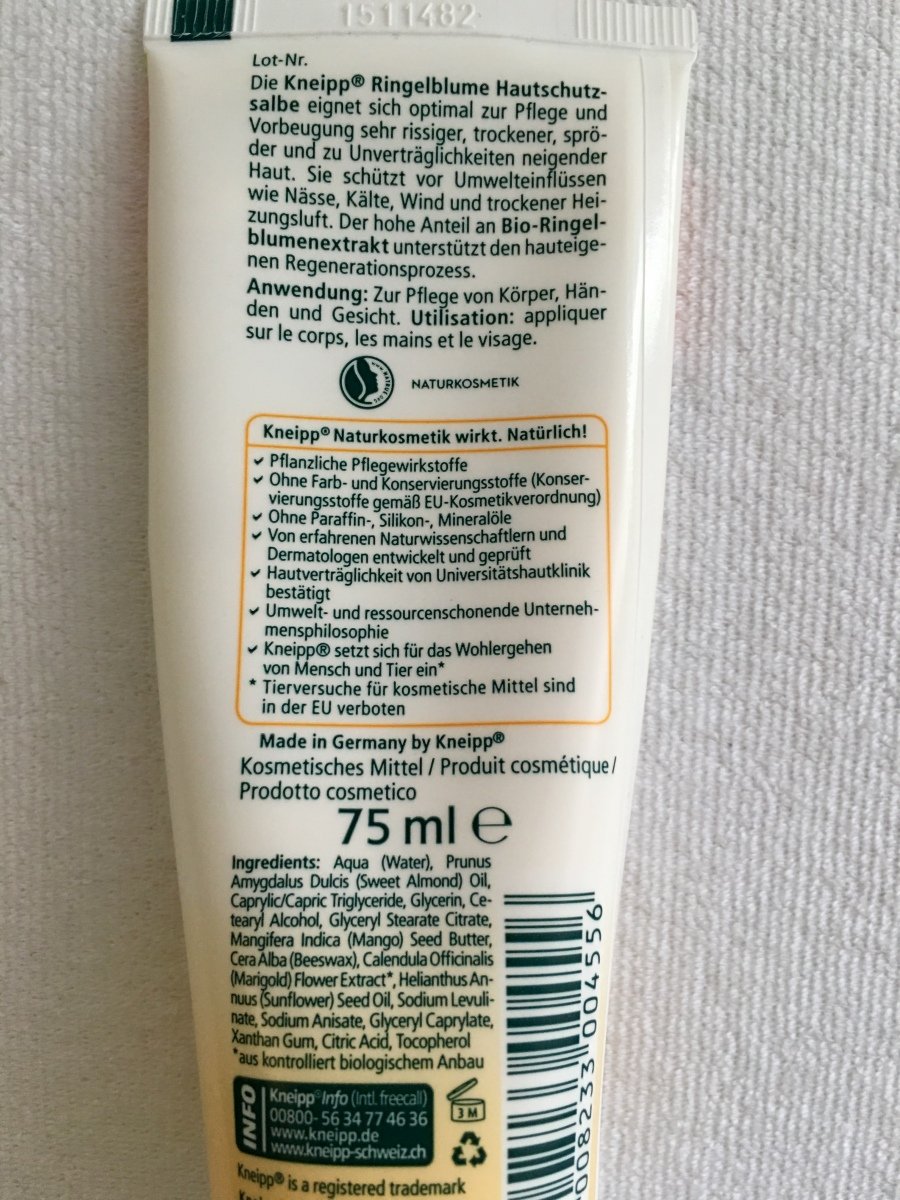 1511482
Lot-Nr.
Die Kneipp® Ringelblume Hautschutz-
salbe eignet sich optimal zur Pflege und
Vorbeugung sehr rissiger, trockener, sprö-
der und zu Unverträglichkeiten neigender
Haut. Sie schützt vor Umwelteinflüssen
wie Nässe, Kälte, Wind und trockener Hei-
zungsluft. Der hohe Anteil an Bio-Ringel-
blumenextrakt unterstützt den hauteige-
nen Regenerationsprozess.
Anwendung: Zur Pflege von Körper, Hän-
den und Gesicht. Utilisation: appliquer
sur le corps, les mains et le visage.
WWW.NATRUE.ORG
NATURKOSMETIK
Kneipp® Naturkosmetik wirkt. Natürlich!
✓ Pflanzliche Pflegewirkstoffe
✓ Ohne Farb- und Konservierungsstoffe (Konser-
vierungsstoffe gemäß EU-Kosmetikverordnung)
✓ Ohne Paraffin-, Silikon-, Mineralöle
✓ Von erfahrenen Naturwissenschaftlern und
Dermatologen entwickelt und geprüft
✓ Hautverträglichkeit von Universitätshautklinik
bestätigt
✓ Umwelt- und ressourcenschonende Unterneh-
mensphilosophie
✓ Kneipp® setzt sich für das Wohlergehen
von Mensch und Tier ein*
* Tierversuche für kosmetische Mittel sind
in der EU verboten
Made in Germany by Kneipp®
Kosmetisches Mittel / Produit cosmétique /
Prodotto cosmetico
75 ml e
Ingredients: Aqua (Water), Prunus
Amygdalus Dulcis (Sweet Almond) Oil,
Caprylic/Capric Triglyceride, Glycerin, Ce-
tearyl Alcohol, Glyceryl Stearate Citrate,
Mangifera Indica (Mango) Seed Butter,
Cera Alba (Beeswax), Calendula Officinalis
(Marigold) Flower Extract*, Helianthus An-
nuus (Sunflower) Seed Oil, Sodium Levuli-
nate, Sodium Anisate, Glyceryl Caprylate,
Xanthan Gum, Citric Acid, Tocopherol
*aus kontrolliert biologischem Anbau
INFO
Kneipp® Info (Intl. freecall)
00800- 56 34 77 46 36
www.kneipp.de
www.kneipp-schweiz.ch
3 M
008233 004556
Kneipp® is a registered trademark